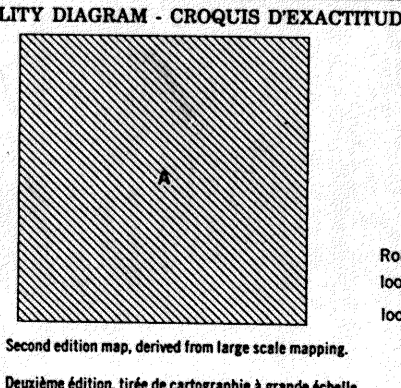 LITY DIAGRAM - CROQUIS D'EXACTITUD
A
Ro
loc
loc
Second edition map, derived from large scale mapping.
Deuxième édition, tirée de cartographie à grande échelle